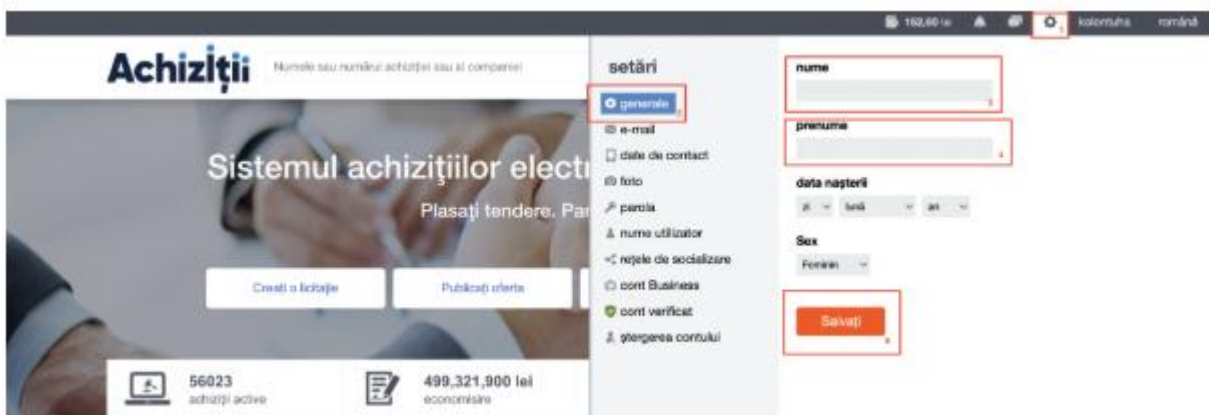 152,60 lei
kolontuha
română
Achiziții
Numele sau numărul achiziției sau al companiei
Sistemul achizițiilor electr
Plasați tendere. Par
Creați o licitație
Publicați oferta
56023
achiziții active
499,321,900 lei
economisire
setări
generale
e-mail
date de contact
foto
parola
nume utilizator
rețele de socializare
cont Business
cont verificat
ștergerea contului
nume
prenume
data nașterii
zi lună an
Sex
Feminin
Salvați